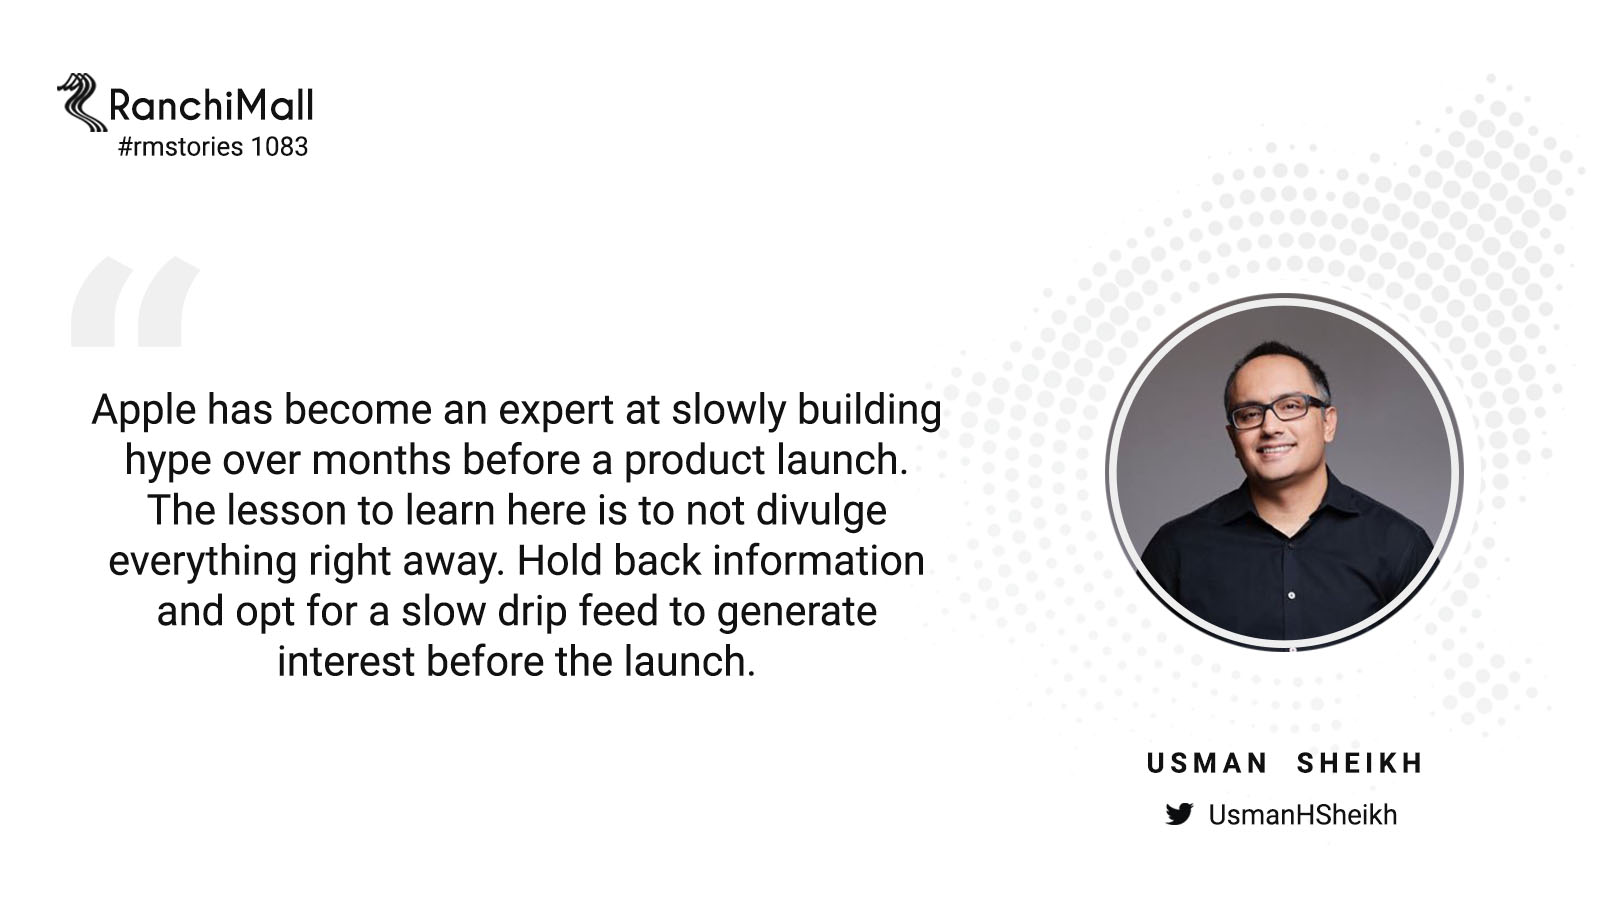 RanchiMall
#rmstories 1083
“
Apple has become an expert at slowly building
hype over months before a product launch.
The lesson to learn here is to not divulge
everything right away. Hold back information
and opt for a slow drip feed to generate
interest before the launch.
USMAN SHEIKH
UsmanHSheikh